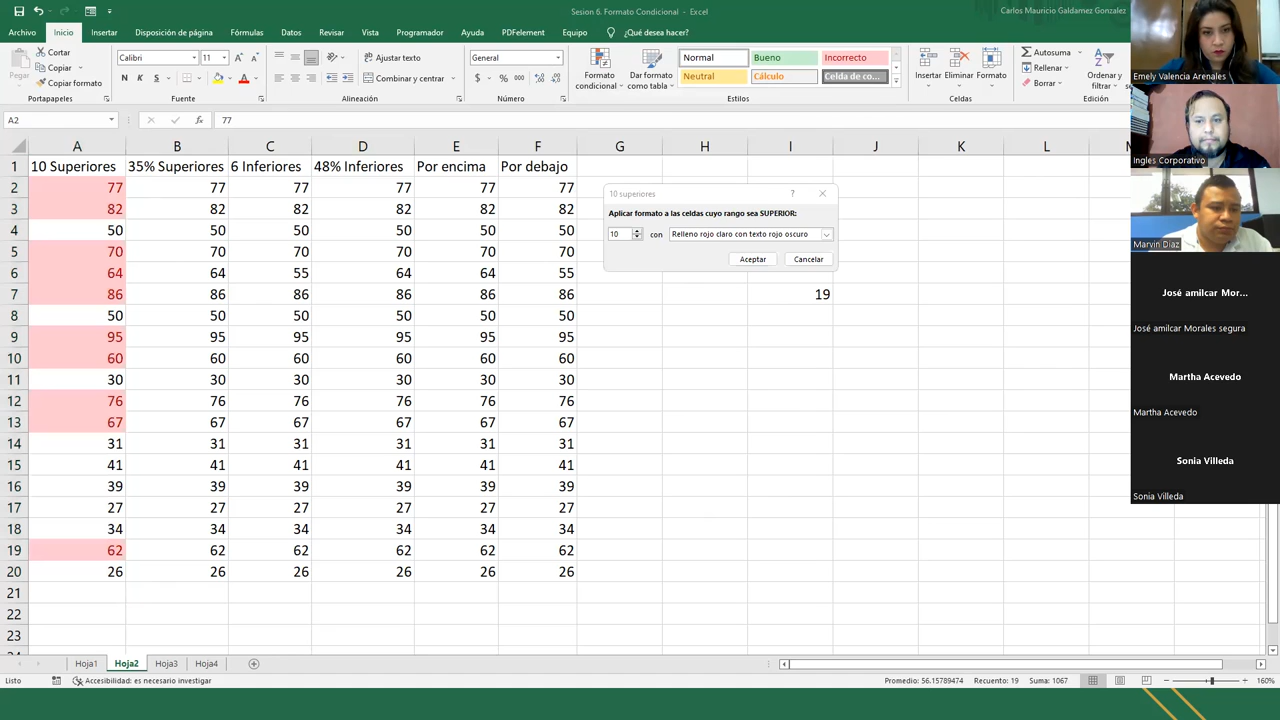 Sesion 6. Formato Condicional - Excel
Carlos Mauricio Galdamez Gonzalez
Archivo Inicio Insertar Disposición de página Fórmulas Datos Revisar Vista Programador Ayuda PDFelement Equipo ¿Qué desea hacer?
Pegar
Cortar
Copiar
Copiar formato
Portapapeles
Calibri 11
N K S
Fuente
Ajustar texto
Combinar y centrar
Alineación
General
$ % 000
Número
Formato condicional
Dar formato como tabla
Normal Bueno Incorrecto
Neutral Cálculo Celda de co...
Estilos
Insertar Eliminar Formato
Celdas
Autosuma
Rellenar
Borrar
Ordenar y filtrar
Edición
A2 fx 77
A B C D E F G H I J K L M
1 10 Superiores 35% Superiores 6 Inferiores 48% Inferiores Por encima Por debajo
2 77 77 77 77 77 77
3 82 82 82 82 82 82
4 50 50 50 50 50 50
5 70 70 70 70 70 70
6 64 64 55 64 64 55
7 86 86 86 86 86 86 19
8 50 50 50 50 50 50
9 95 95 95 95 95 95
10 60 60 60 60 60 60
11 30 30 30 30 30 30
12 76 76 76 76 76 76
13 67 67 67 67 67 67
14 31 31 31 31 31 31
15 41 41 41 41 41 41
16 39 39 39 39 39 39
17 27 27 27 27 27 27
18 34 34 34 34 34 34
19 62 62 62 62 62 62
20 26 26 26 26 26 26
21
22
23
10 superiores ?
Aplicar formato a las celdas cuyo rango sea SUPERIOR:
10 con Relleno rojo claro con texto rojo oscuro
Aceptar Cancelar
Hoja1 Hoja2 Hoja3 Hoja4
Listo Accesibilidad: es necesario investigar Promedio: 56.15789474 Recuento: 19 Suma: 1067 160%
Emely Valencia Arenales
Ingles Corporativo
Marvin Diaz
José amilcar Mor...
José amilcar Morales segura
Martha Acevedo
Martha Acevedo
Sonia Villeda
Sonia Villeda